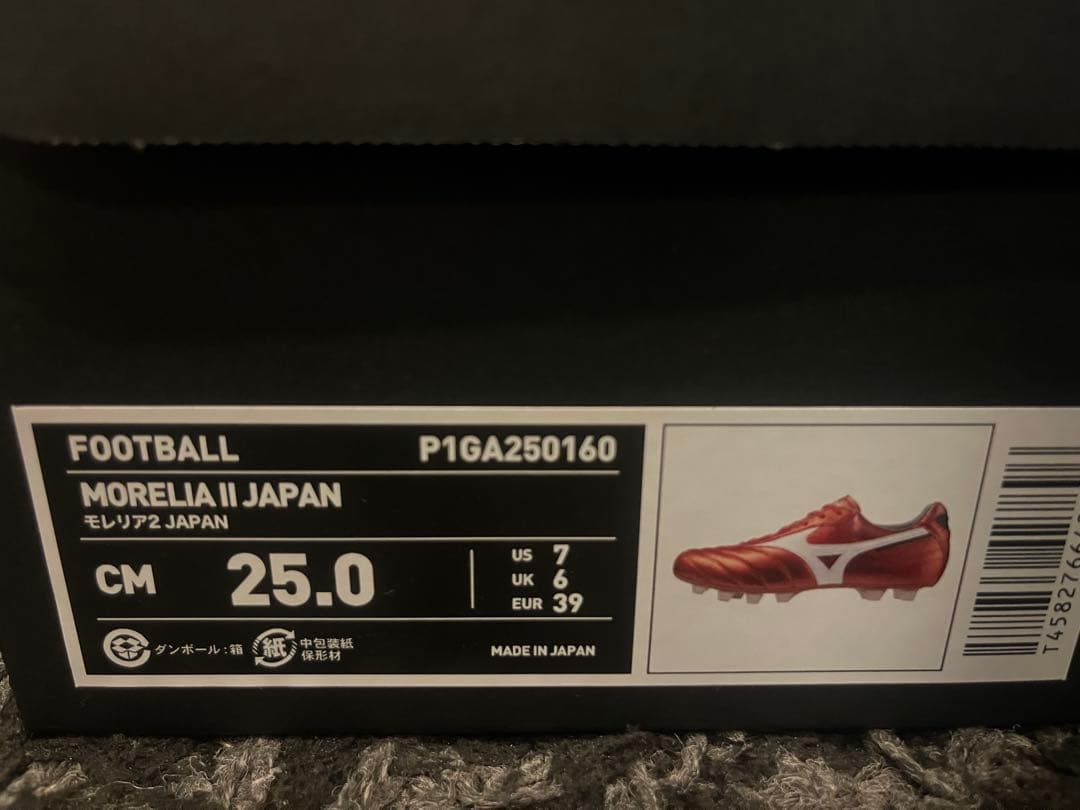 FOOTBALL P1GA250160
MORELIA II JAPAN
モレリア2 JAPAN
CM 25.0
US 7
UK 6
EUR 39
ダンボール:箱
紙 中包装紙
保形材
MADE IN JAPAN